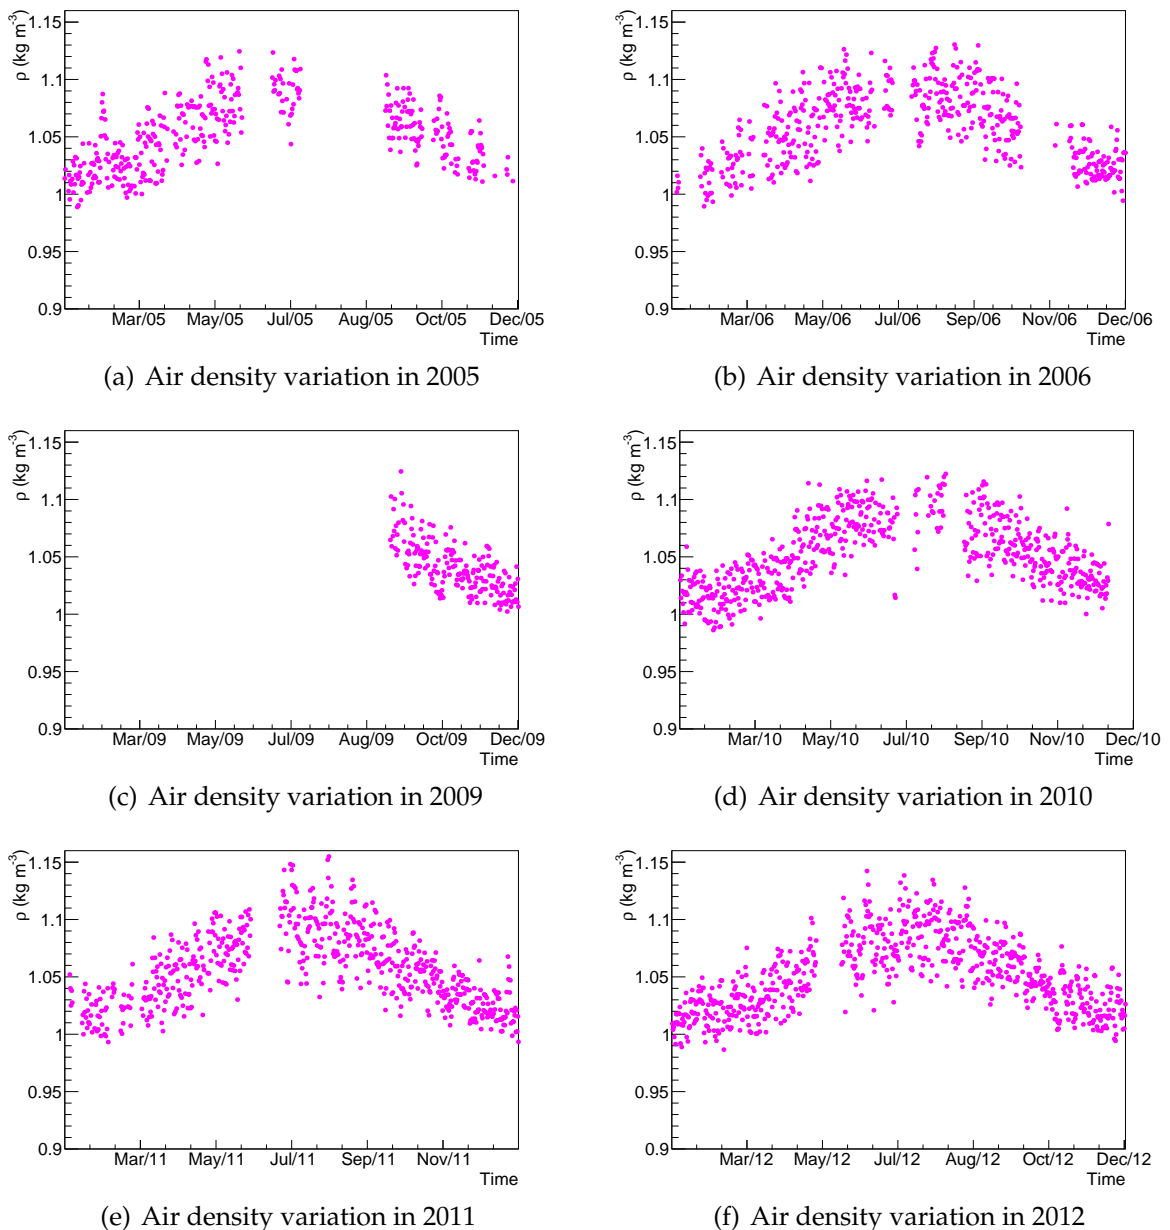 ρ (kg m-3)
1.15
1.1
1.05
1
0.95
0.9
Mar/05 May/05 Jul/05 Aug/05 Oct/05 Dec/05
Time
(a) Air density variation in 2005
ρ (kg m-3)
1.15
1.1
1.05
1
0.95
0.9
Mar/06 May/06 Jul/06 Sep/06 Nov/06 Dec/06
Time
(b) Air density variation in 2006
ρ (kg m-3)
1.15
1.1
1.05
1
0.95
0.9
Mar/09 May/09 Jul/09 Aug/09 Oct/09 Dec/09
Time
(c) Air density variation in 2009
ρ (kg m-3)
1.15
1.1
1.05
1
0.95
0.9
Mar/10 May/10 Jul/10 Sep/10 Nov/10 Dec/10
Time
(d) Air density variation in 2010
ρ (kg m-3)
1.15
1.1
1.05
1
0.95
0.9
Mar/11 May/11 Jul/11 Sep/11 Nov/11
Time
(e) Air density variation in 2011
ρ (kg m-3)
1.15
1.1
1.05
1
0.95
0.9
Mar/12 May/12 Jul/12 Aug/12 Oct/12 Dec/12
Time
(f) Air density variation in 2012